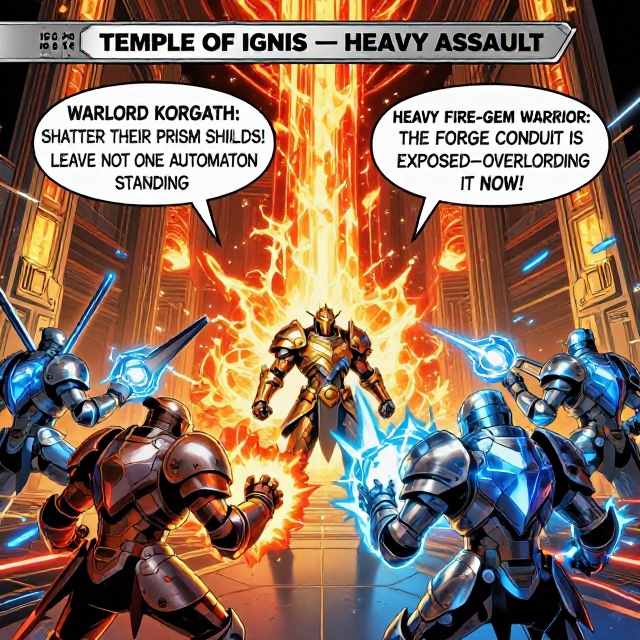 TEMPLE OF IGNIS — HEAVY ASSAULT
WARLORD KORGATH:
SHATTER THEIR PRISM SHIILDS!
LEAVE NOT ONE AUTOMATON
STANDING
HEAVY FIRE-GEM WARRIOR:
THE FORGE CONDUIT IS
EXPOSED—OVERLORDING
IT NOW!